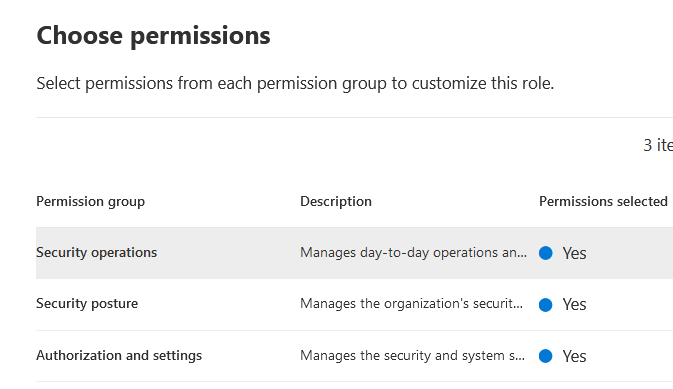 Choose permissions
Select permissions from each permission group to customize this role.
3 ite
Permission group Description Permissions selected
Security operations Manages day-to-day operations an... Yes
Security posture Manages the organization's securit... Yes
Authorization and settings Manages the security and system s... Yes